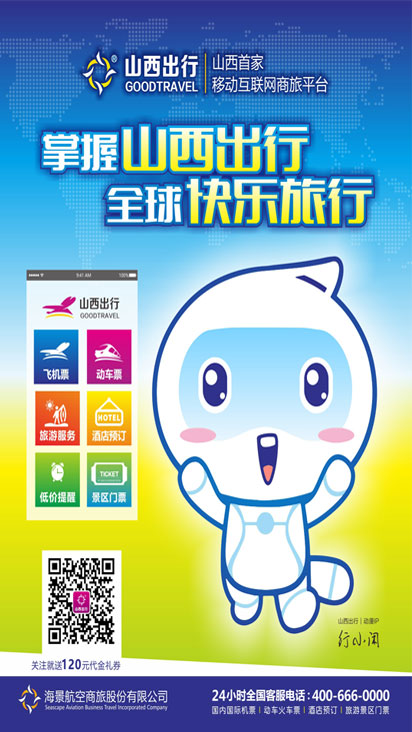 山西出行®
GOODTRAVEL
山西首家
移动互联网商旅平台
掌握山西出行
全球快乐旅行
9:41 AM 100%
山西出行
GOODTRAVEL
飞机票
动车票
旅游服务
HOTEL
酒店预订
低价提醒
TICKET
景区门票
山西出行
关注就送120元代金礼券
山西出行 | 动漫IP
行小闲
海景航空商旅股份有限公司
Seascape Aviation Business Travel Incorporated Company
24小时全国客服电话:400-666-0000
国内国际机票 | 动车火车票 | 酒店预订 | 旅游景区门票